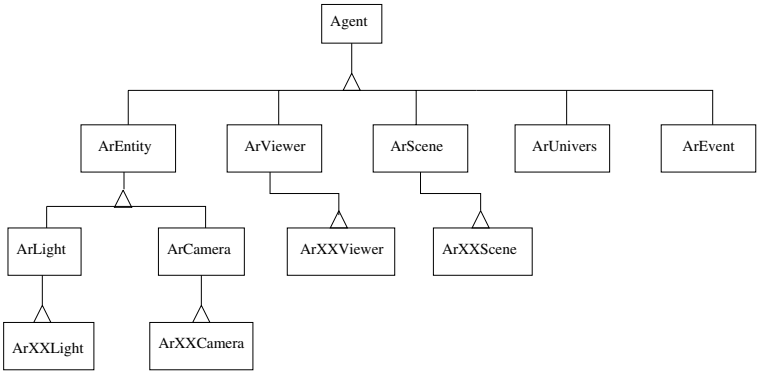 Agent
ArEntity
ArViewer
ArScene
ArUnivers
ArEvent
ArLight
ArCamera
ArXXViewer
ArXXScene
ArXXLight
ArXXCamera